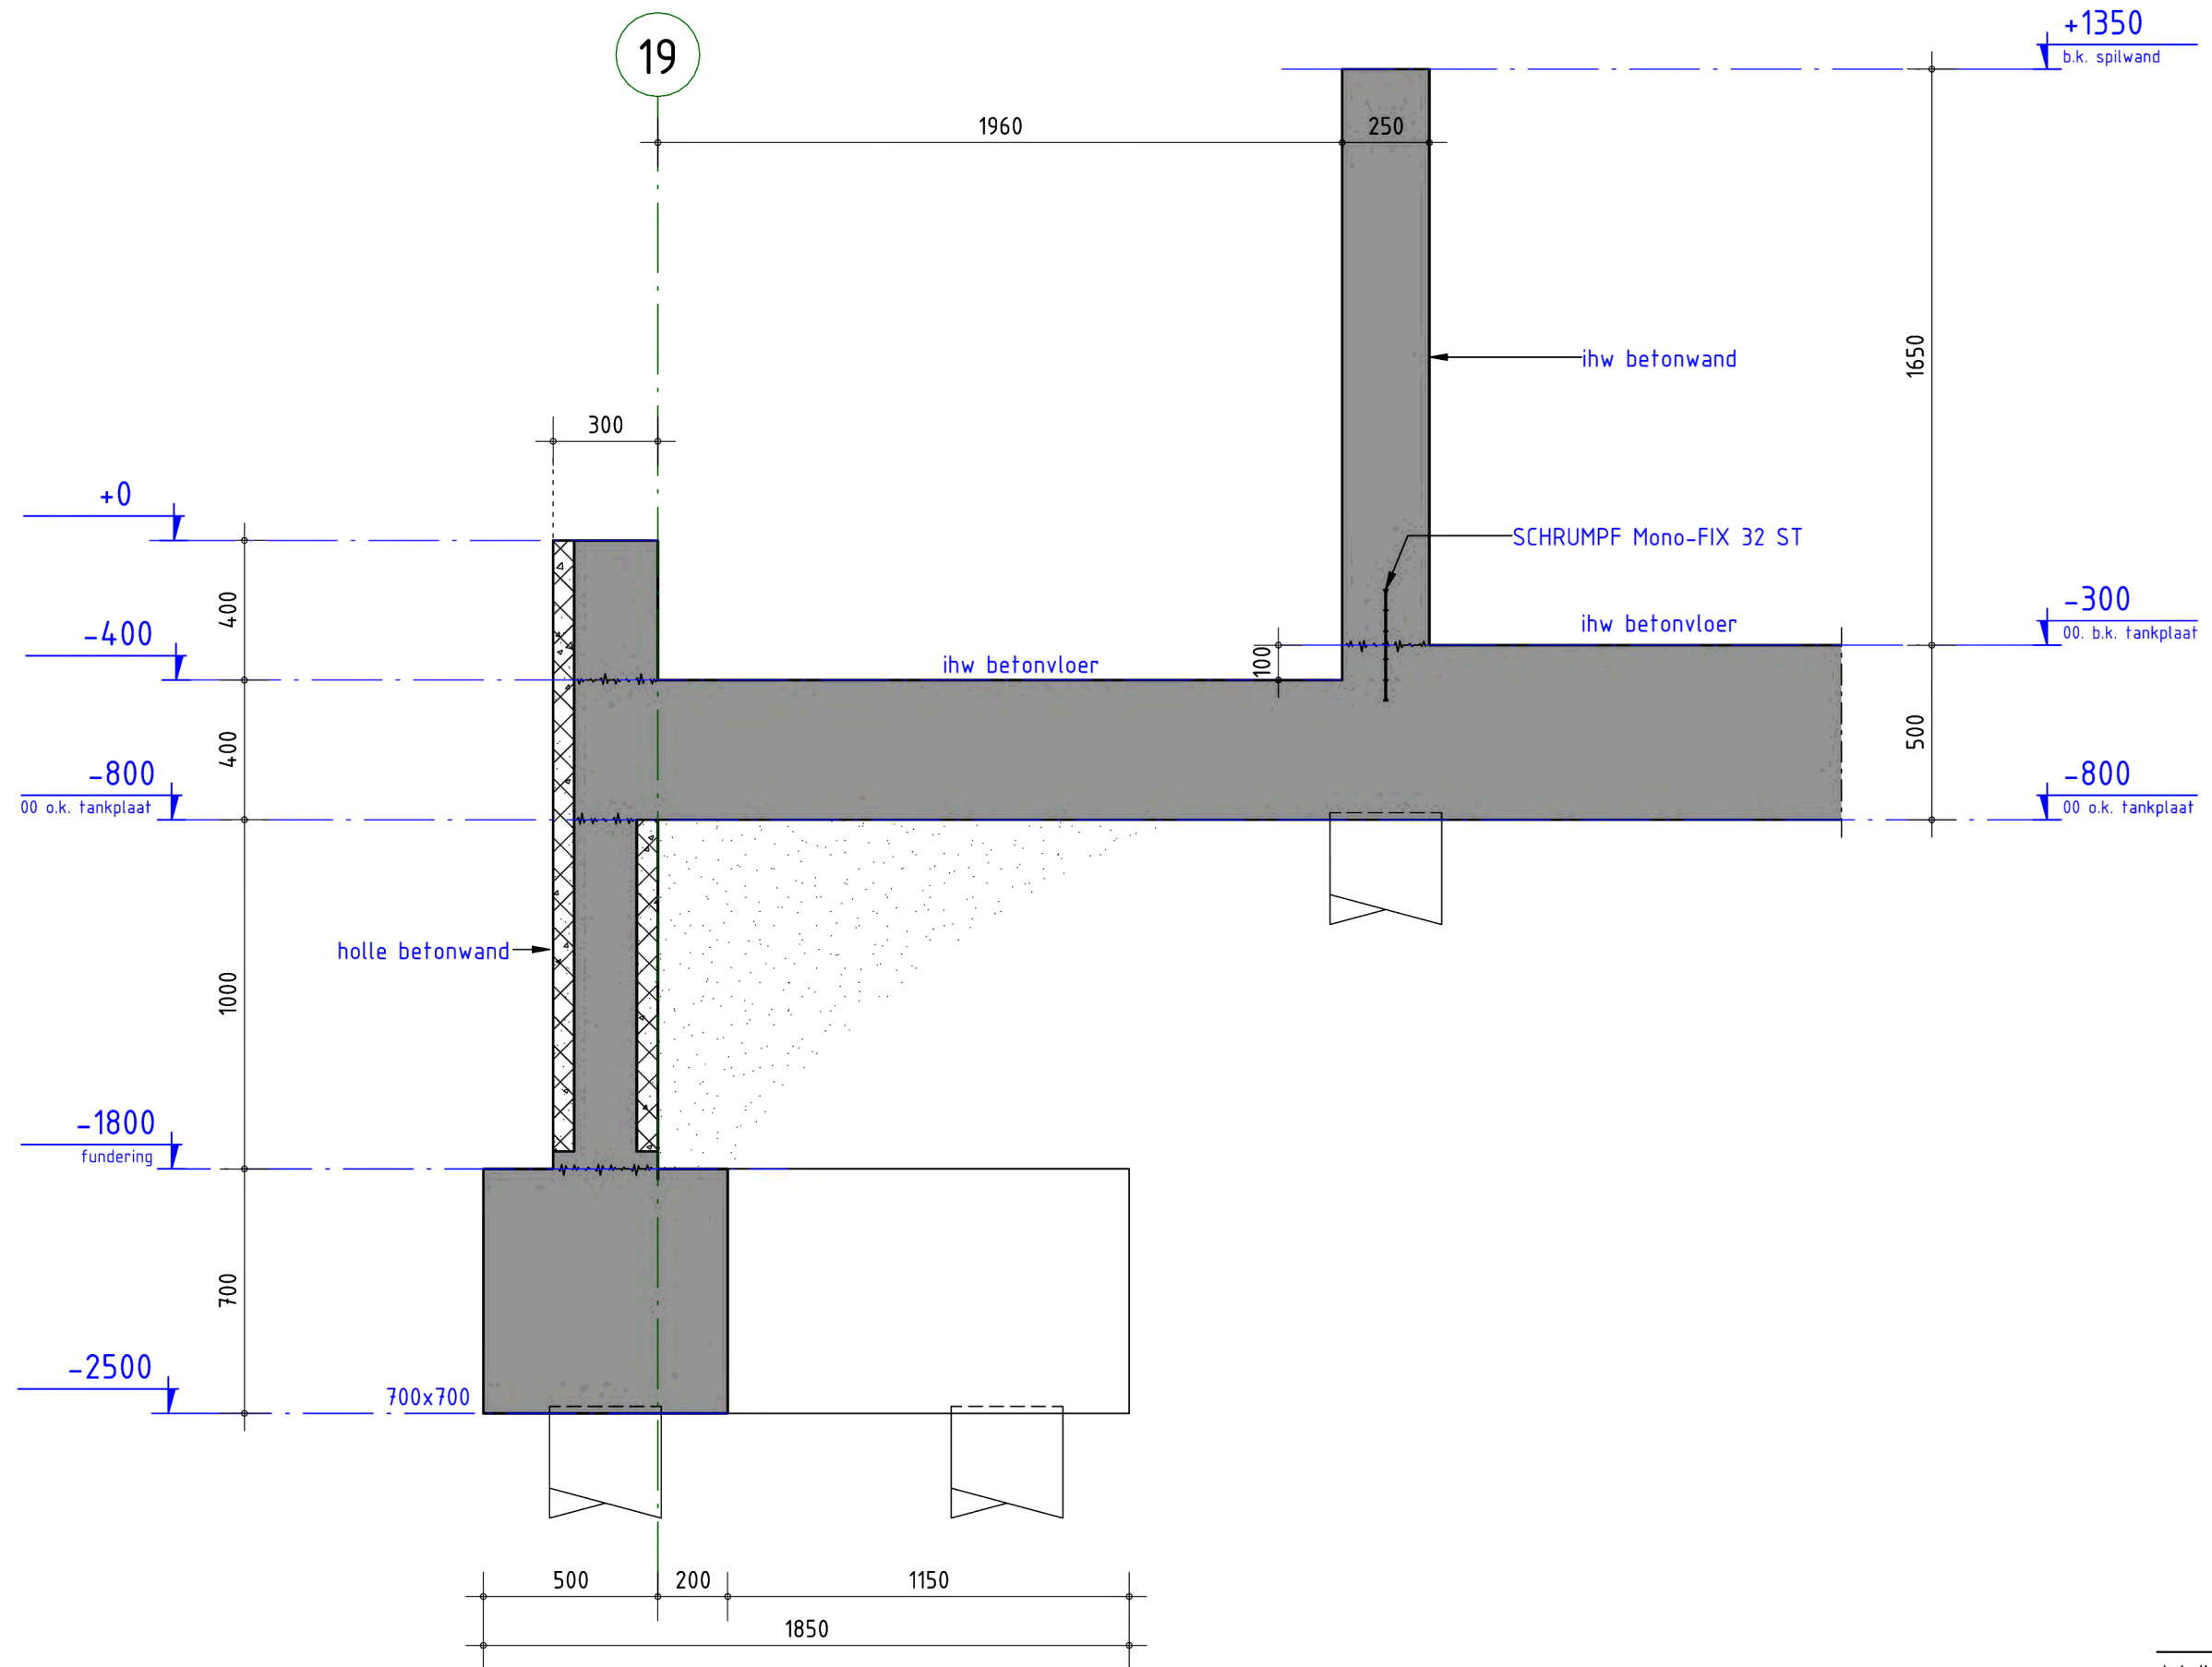 19
+1350
b.k. spilwand
1960
250
1650
ihw betonwand
300
+0
SCHRUMPF Mono-FIX 32 ST
400
-400
-300
00. b.k. tankplaat
ihw betonvloer
ihw betonvloer
100
400
500
-800
00 o.k. tankplaat
-800
00 o.k. tankplaat
holle betonwand
1000
-1800
fundering
700
-2500
700x700
500
200
1150
1850